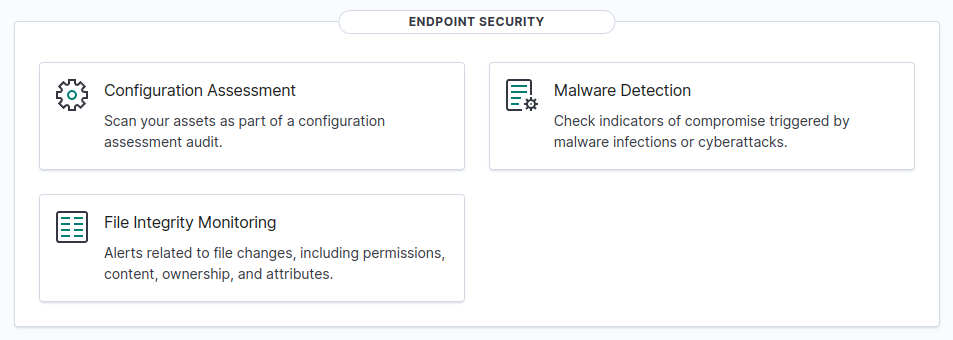 ENDPOINT SECURITY
Configuration Assessment
Scan your assets as part of a configuration
assessment audit.
Malware Detection
Check indicators of compromise triggered by
malware infections or cyberattacks.
File Integrity Monitoring
Alerts related to file changes, including permissions,
content, ownership, and attributes.